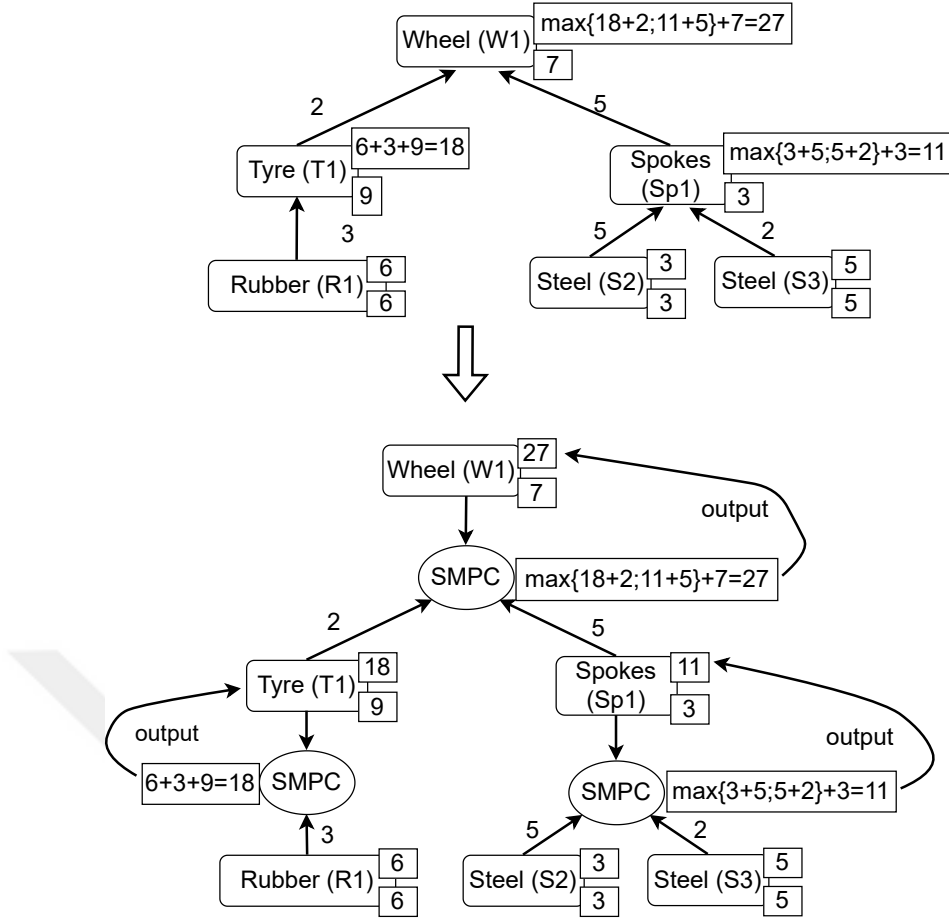 max{18+2;11+5}+7=27
Wheel (W1)
7
2
5
6+3+9=18
Tyre (T1)
9
max{3+5;5+2}+3=11
Spokes
(Sp1)
3
3
5
2
Rubber (R1)
6
6
Steel (S2)
3
3
Steel (S3)
5
5
Wheel (W1)
27
7
output
SMPC
max{18+2;11+5}+7=27
2
5
Tyre (T1)
18
9
Spokes
(Sp1)
11
3
output
output
6+3+9=18
SMPC
SMPC
max{3+5;5+2}+3=11
3
5
2
Rubber (R1)
6
6
Steel (S2)
3
3
Steel (S3)
5
5